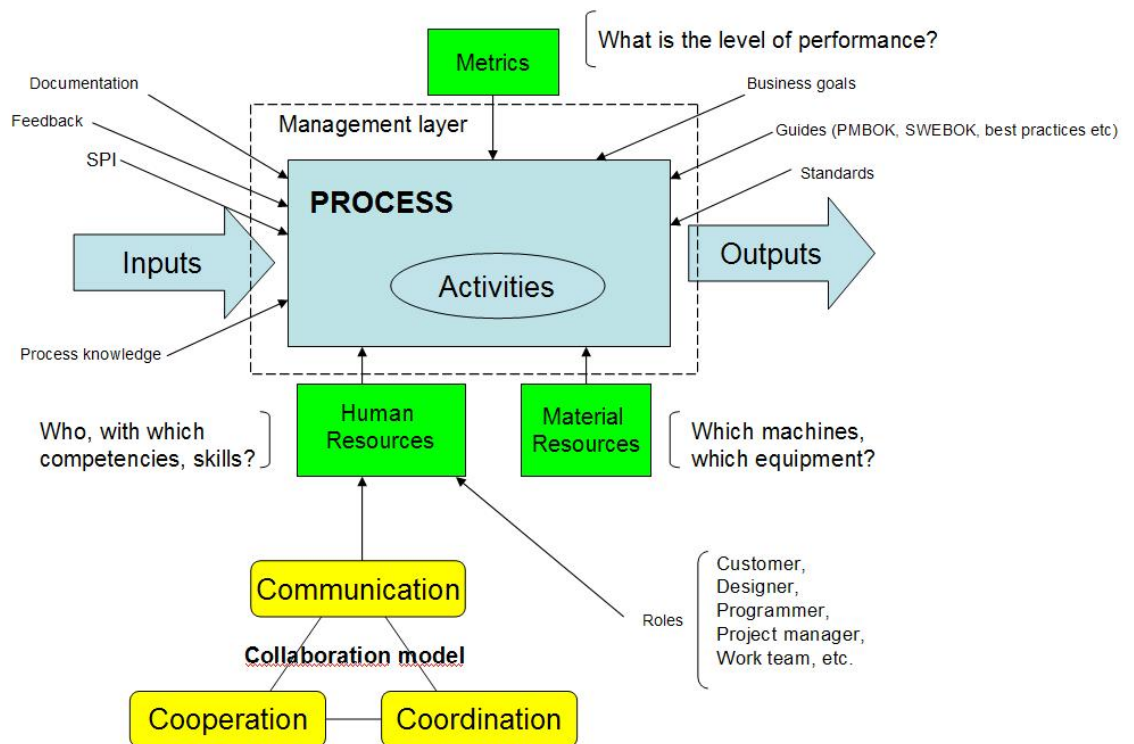 What is the level of performance?
Metrics
Documentation
Business goals
Feedback
Management layer
Guides (PMBOK, SWEBOK, best practices etc)
SPI
Standards
PROCESS
Inputs
Outputs
Activities
Process knowledge
Human
Resources
Material
Resources
Who, with which
competencies, skills?
Which machines,
which equipment?
Communication
Customer,
Designer,
Programmer,
Project manager,
Work team, etc.
Roles
Collaboration model
Cooperation
Coordination